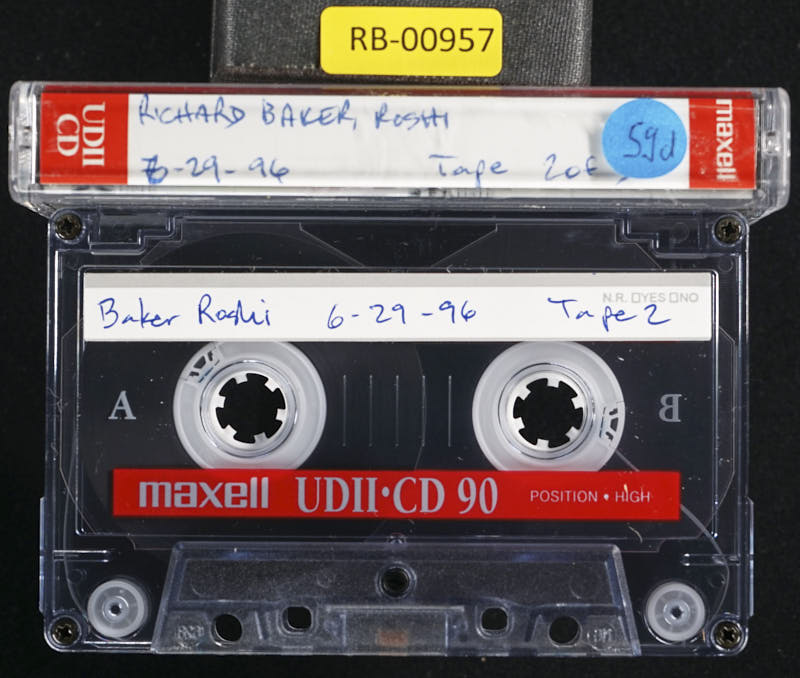 RB-00957
UDII CD
RICHARD BAKER, ROSHI
6-29-96 Tape 2 of
59d
maxell
N.R. YES NO
Baker Roshi 6-29-96 Tape 2
A B
maxell UDII•CD 90 POSITION • HIGH